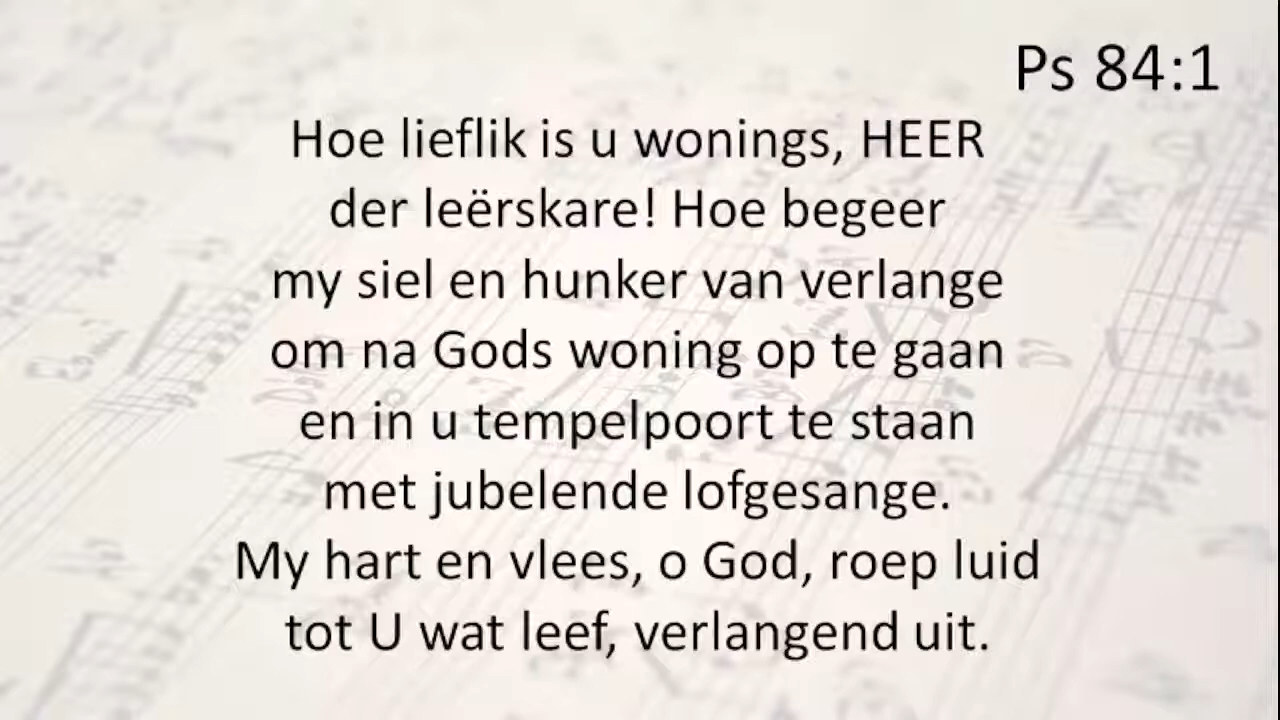 Ps 84:1
Hoe lieflik is u wonings, HEER
der leërskare! Hoe begeer
my siel en hunker van verlange
om na Gods woning op te gaan
en in u tempelpoort te staan
met jubelende lofgesange.
My hart en vlees, o God, roep luid
tot U wat leef, verlangend uit.